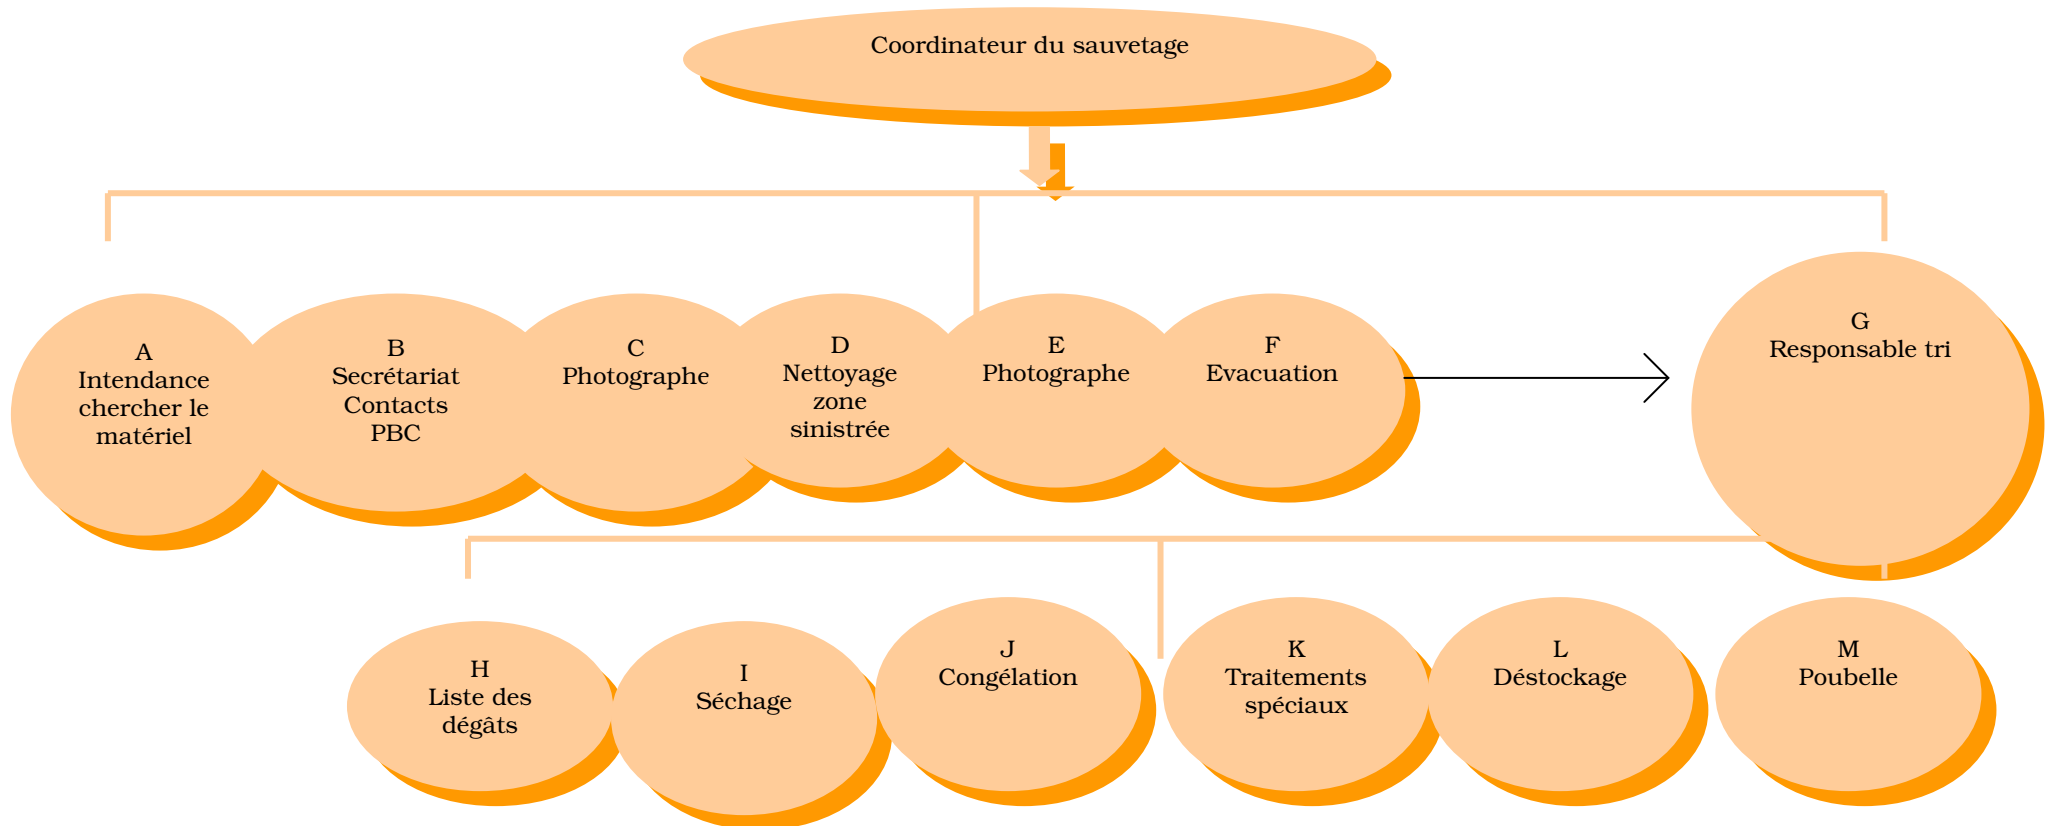 Coordinateur du sauvetage
A
Intendance
chercher le
matériel
B
Secrétariat
Contacts
PBC
C
Photographe
D
Nettoyage
zone
sinistrée
E
Photographe
F
Evacuation
G
Responsable tri
H
Liste des
dégâts
I
Séchage
J
Congélation
K
Traitements
spéciaux
L
Déstockage
M
Poubelle